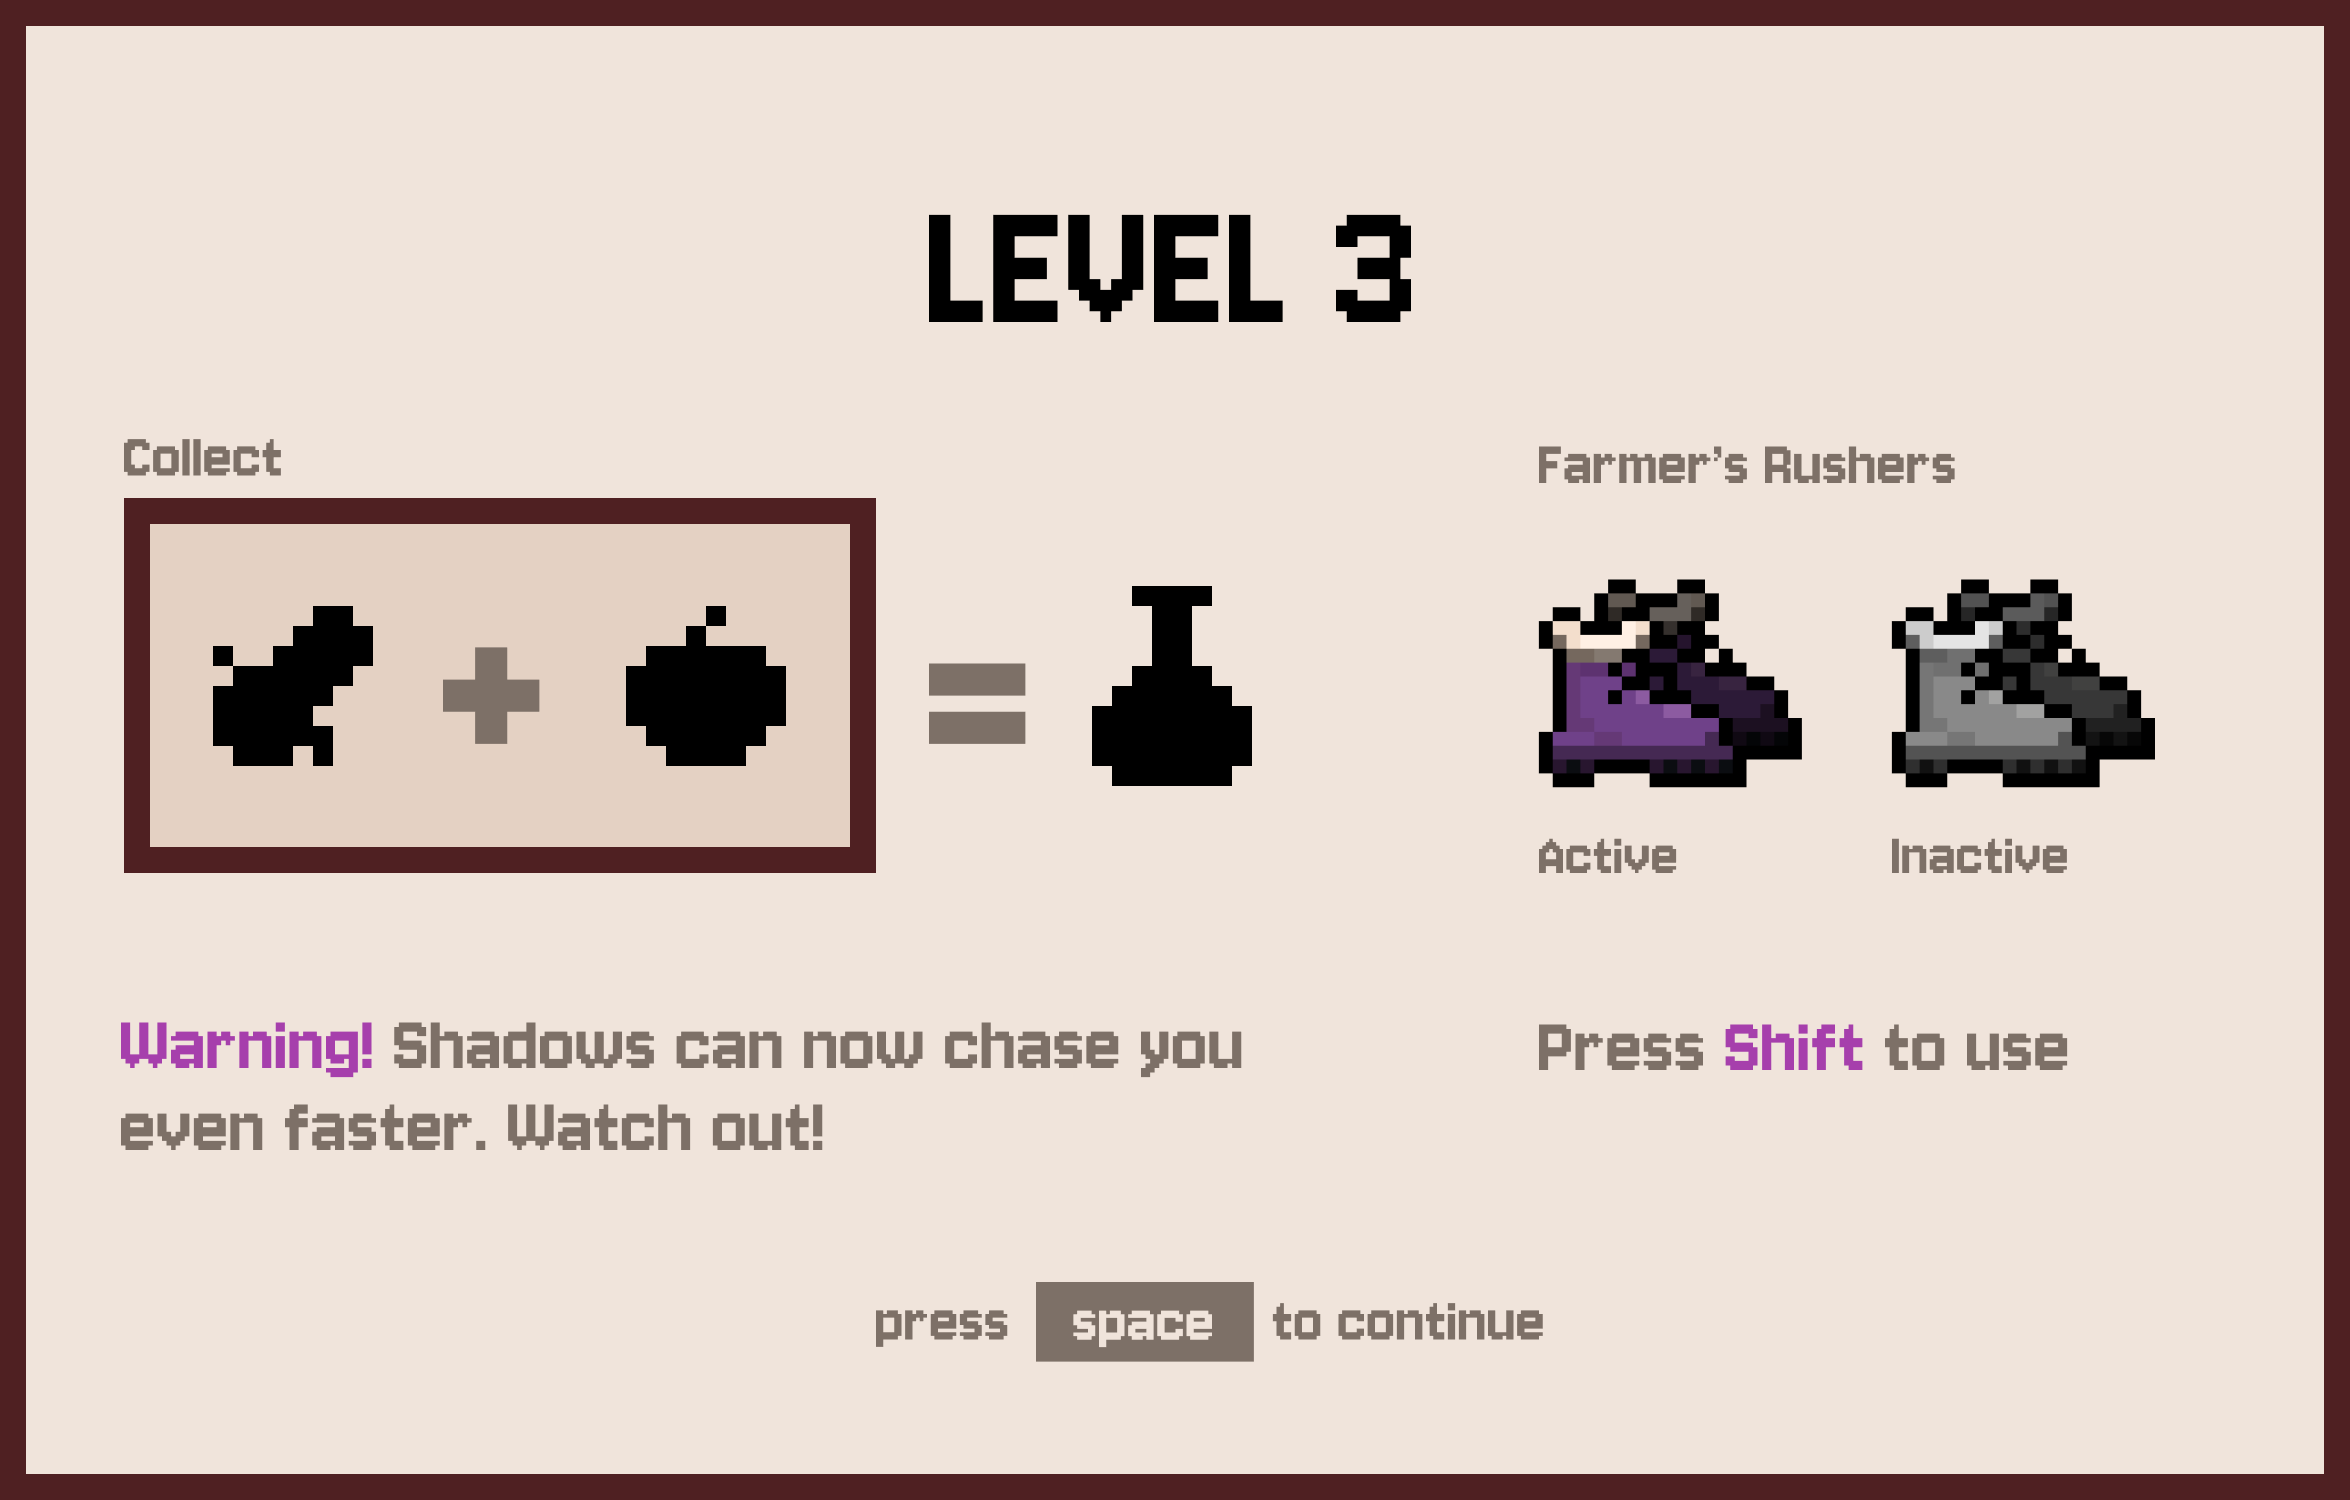 LEVEL 3
Collect
Farmer's Rushers
Active
Inactive
Warning! Shadows can now chase you
even faster. Watch out!
Press Shift to use
press space to continue